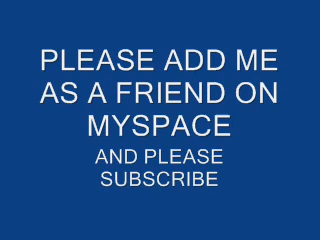 PLEASE ADD ME
AS A FRIEND ON
MYSPACE
AND PLEASE
SUBSCRIBE